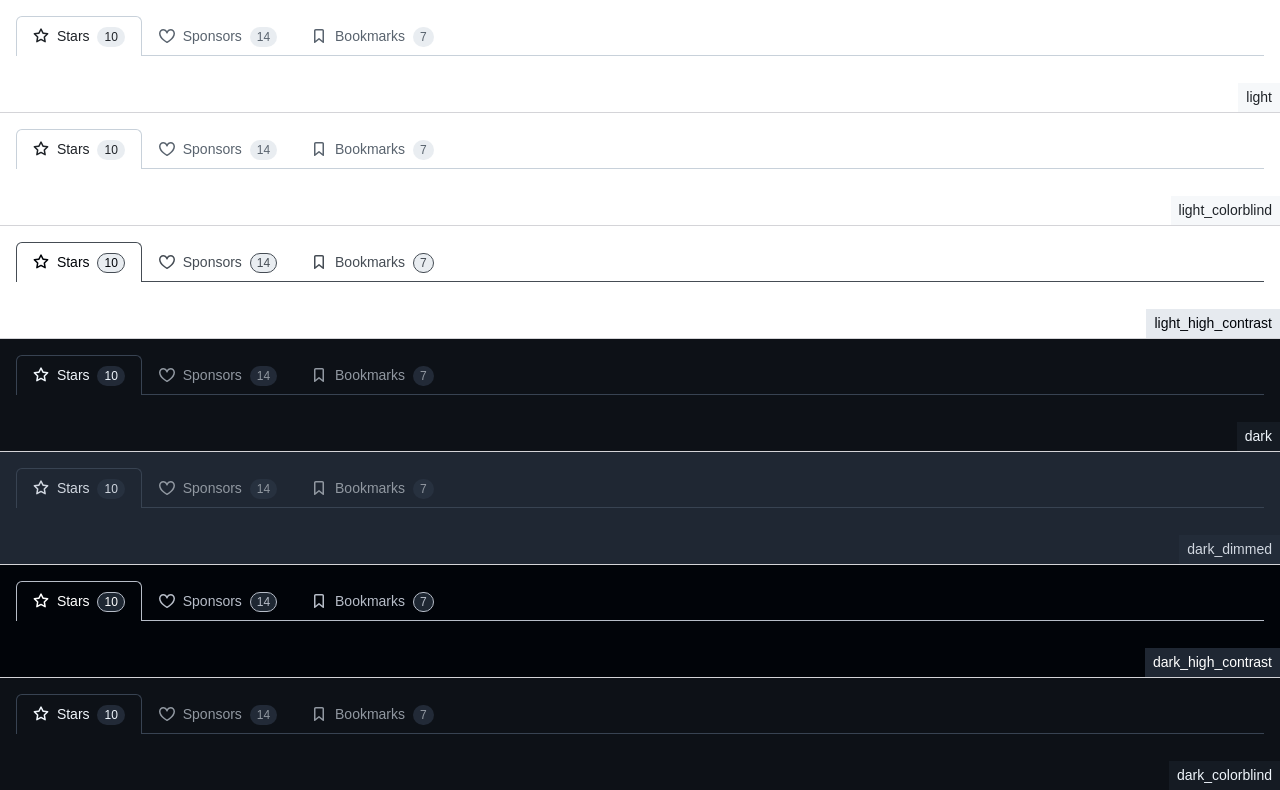 Stars 10 Sponsors 14 Bookmarks 7
light
Stars 10 Sponsors 14 Bookmarks 7
light_colorblind
Stars 10 Sponsors 14 Bookmarks 7
light_high_contrast
Stars 10 Sponsors 14 Bookmarks 7
dark
Stars 10 Sponsors 14 Bookmarks 7
dark_dimmed
Stars 10 Sponsors 14 Bookmarks 7
dark_high_contrast
Stars 10 Sponsors 14 Bookmarks 7
dark_colorblind